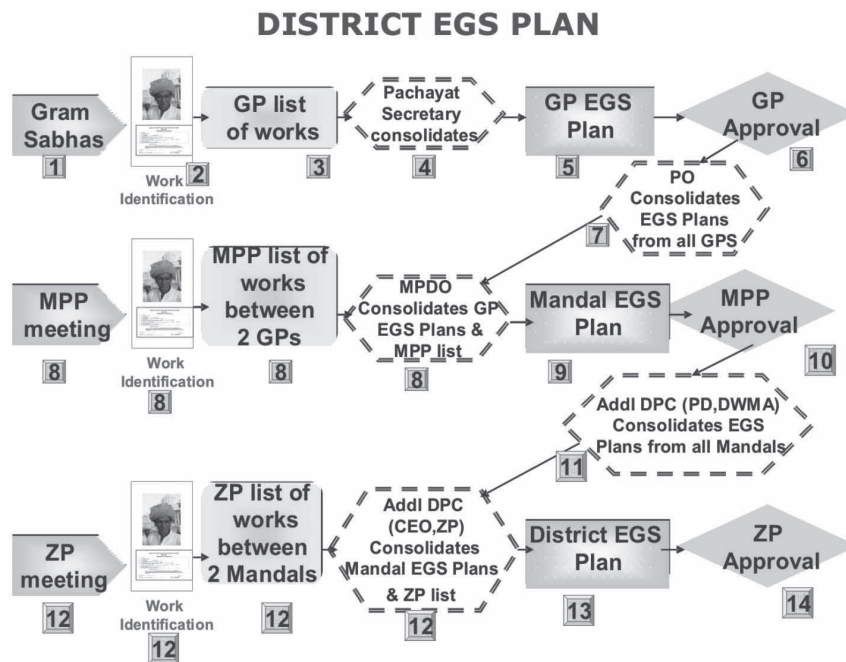 DISTRICT EGS PLAN
Gram
Sabhas
1
Work
Identification
2
GP list
of works
3
Pachayat
Secretary
consolidates
4
GP EGS
Plan
5
GP
Approval
6
PO
Consolidates
EGS Plans
from all GPS
7
MPP
meeting
8
Work
Identification
8
MPP list of
works
between
2 GPs
8
MPDO
Consolidates GP
EGS Plans &
MPP list
8
Mandal EGS
Plan
9
MPP
Approval
10
Addl DPC (PD,DWMA)
Consolidates EGS
Plans from all Mandals
11
ZP
meeting
12
Work
Identification
12
ZP list of
works
between
2 Mandals
12
Addl DPC
(CEO,ZP)
Consolidates
Mandal EGS Plans
& ZP list
12
District EGS
Plan
13
ZP
Approval
14